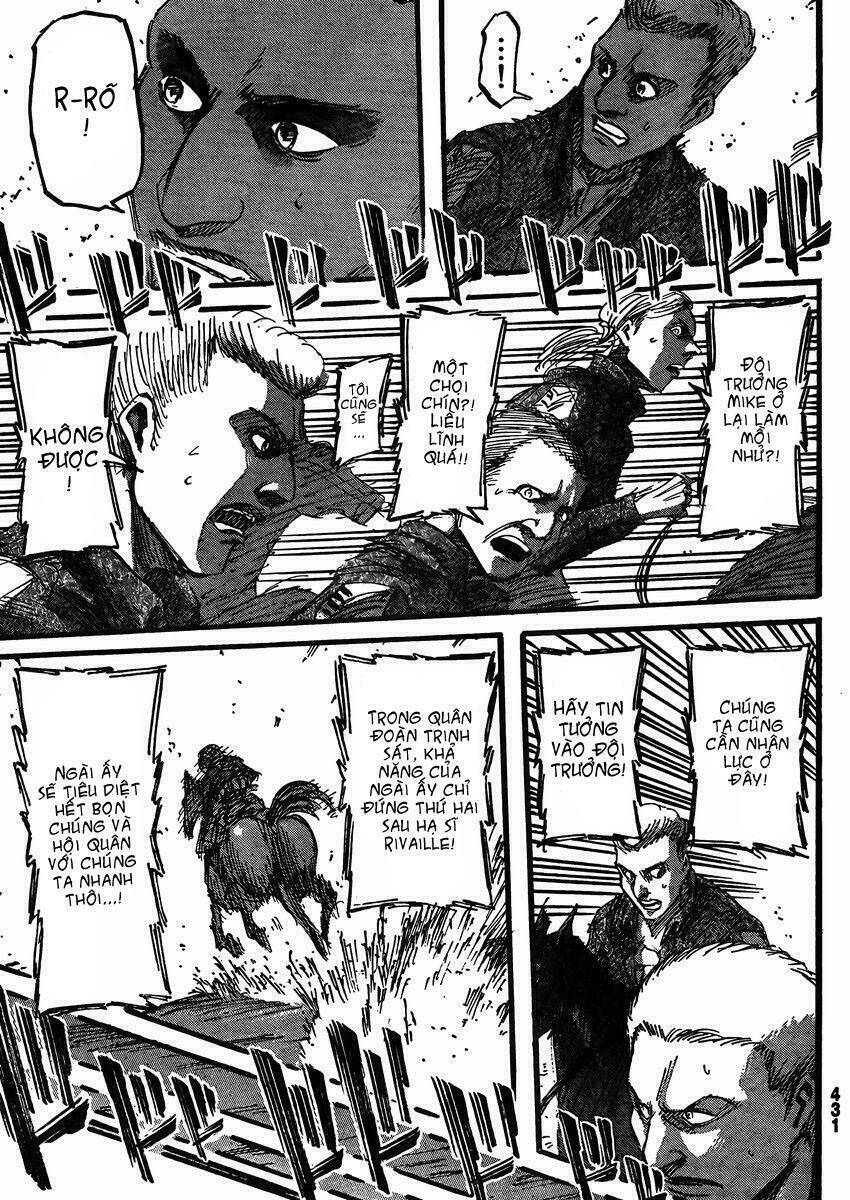 ...!
R-RỐ
!
ĐỘI
TRƯỞNG
MIKE Ở
LẠI LÀM
MỒI
NHỬ?!
MỘT
CHỌI
CHÍN?!
LIỀU
LĨNH
QUÁ!!
TÔI
CŨNG
SẼ
...
KHÔNG
ĐƯỢC
!
CHÚNG
TA CŨNG
CẦN NHÂN
LỰC Ở
ĐÂY!
HÃY TIN
TƯỞNG
VÀO ĐỘI
TRƯỞNG!
TRONG QUÂN
ĐOÀN TRINH
SÁT, KHẢ
NĂNG CỦA
NGÀI ẤY CHỈ
ĐỨNG THỨ HAI
SAU HẠ SĨ
RIVAILLE!
NGÀI ẤY
SẼ TIÊU DIỆT
HẾT BỌN
CHÚNG VÀ
HỘI QUÂN
VỚI CHÚNG
TA NHANH
THÔI...!
431